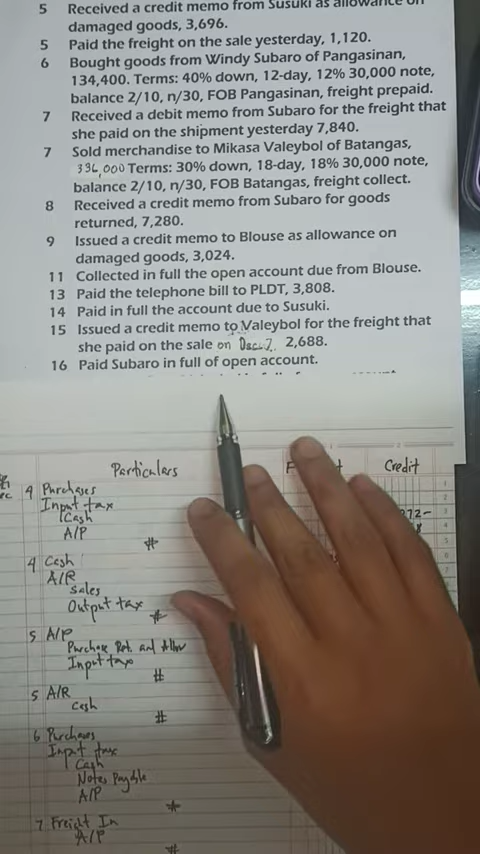 5 Received a credit memo from Susuki as allowance on
damaged goods, 3,696.
5 Paid the freight on the sale yesterday, 1,120.
6 Bought goods from Windy Subaro of Pangasinan,
134,400. Terms: 40% down, 12-day, 12% 30,000 note,
balance 2/10, n/30, FOB Pangasinan, freight prepaid.
7 Received a debit memo from Subaro for the freight that
she paid on the shipment yesterday 7,840.
7 Sold merchandise to Mikasa Valeybol of Batangas,
336,000 Terms: 30% down, 18-day, 18% 30,000 note,
balance 2/10, n/30, FOB Batangas, freight collect.
8 Received a credit memo from Subaro for goods
returned, 7,280.
9 Issued a credit memo to Blouse as allowance on
damaged goods, 3,024.
11 Collected in full the open account due from Blouse.
13 Paid the telephone bill to PLDT, 3,808.
14 Paid in full the account due to Susuki.
15 Issued a credit memo to Valeybol for the freight that
she paid on the sale on Dec. 7, 2,688.
16 Paid Subaro in full of open account.
Particulars F Credit
4 Purchases
Input tax
Cash
A/P
#
4 Cash
A/R
Sales
Output tax
#
5 A/P
Purchase Ret. and Allow
Input tax
#
5 A/R
Cash
#
6 Purchases
Input tax
Cash
Notes Payable
A/P
#
7 Freight In
A/P
#